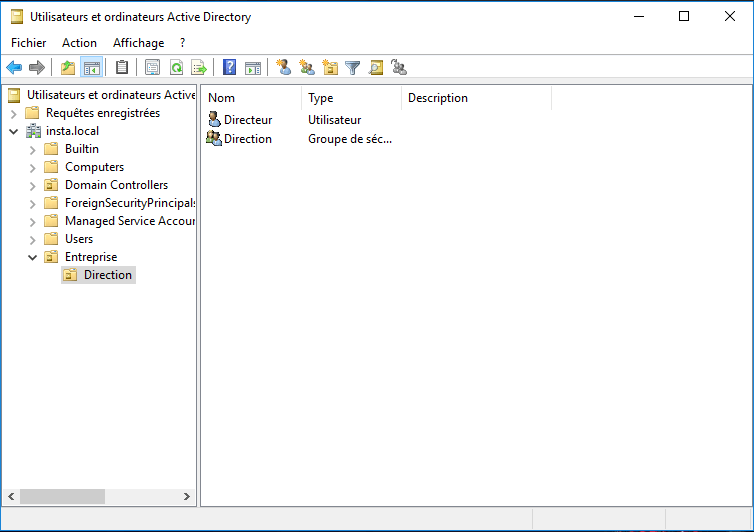 Utilisateurs et ordinateurs Active Directory
Fichier Action Affichage ?
Utilisateurs et ordinateurs Active
Requêtes enregistrées
insta.local
Builtin
Computers
Domain Controllers
ForeignSecurityPrincipals
Managed Service Accoun
Users
Entreprise
Direction
Nom Type Description
Directeur Utilisateur
Direction Groupe de séc...